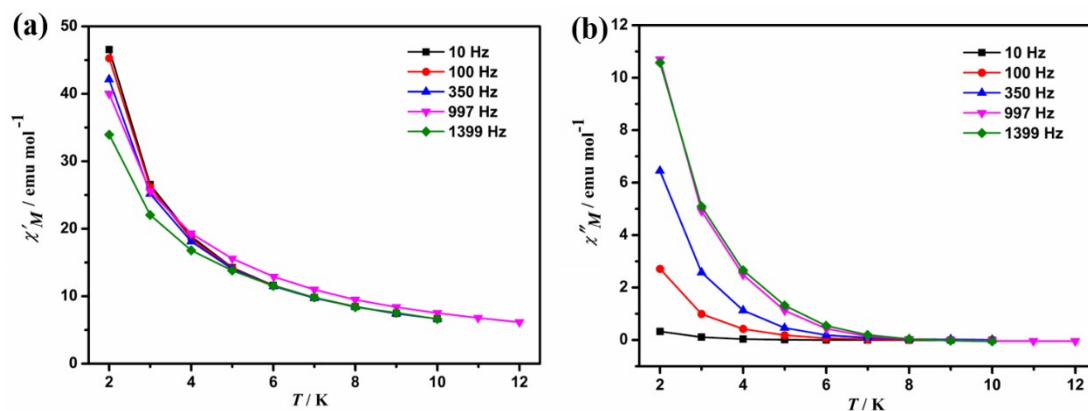 (a)
χ′M / emu mol⁻¹
50
40
30
20
10
0
10 Hz
100 Hz
350 Hz
997 Hz
1399 Hz
2 4 6 8 10 12
T / K
(b)
χ″M / emu mol⁻¹
12
10
8
6
4
2
0
10 Hz
100 Hz
350 Hz
997 Hz
1399 Hz
2 4 6 8 10 12
T / K